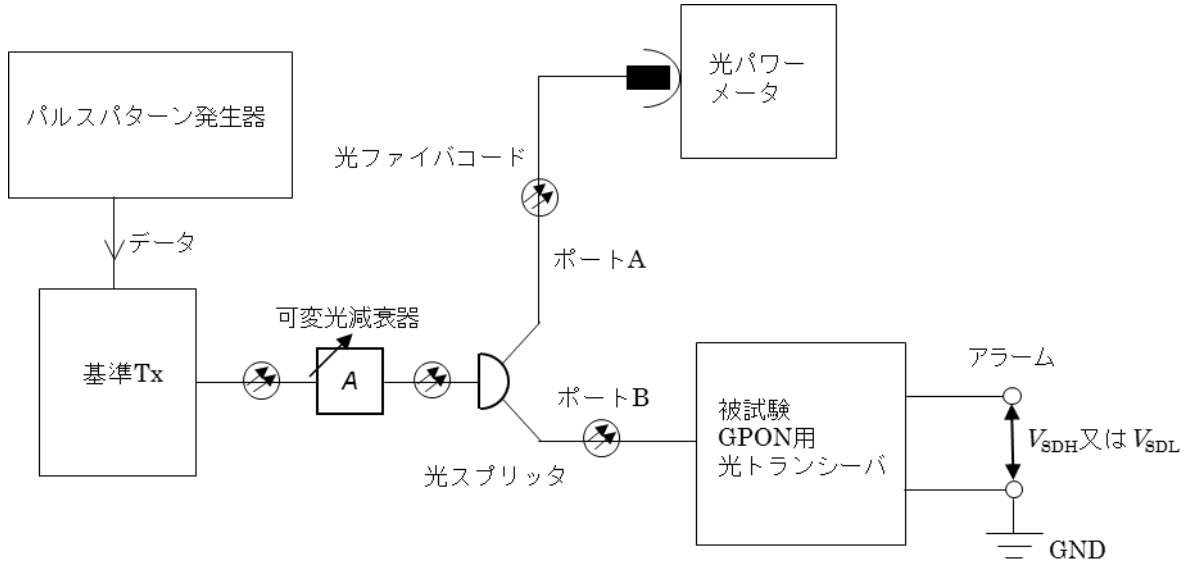 光パワー
メータ
パルスパターン発生器
光ファイバコード
データ
ポートA
可変光減衰器
基準Tx
A
アラーム
ポートB
被試験
GPON用
光トランシーバ
VSDH又は VSDL
光スプリッタ
GND